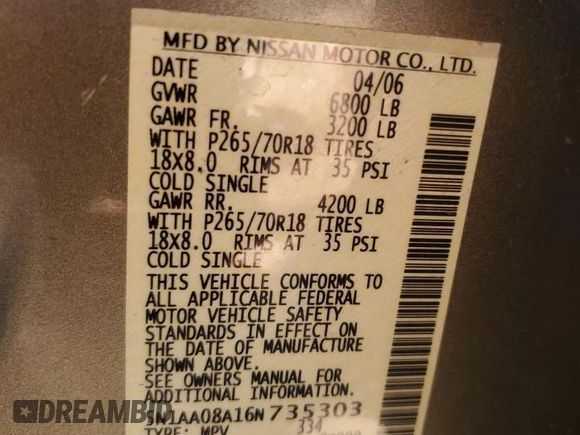 MFD BY NISSAN MOTOR CO., LTD.
DATE 04/06
GVWR 6800 LB
GAWR FR. 3200 LB
WITH P265/70R18 TIRES
18X8.0 RIMS AT 35 PSI
COLD SINGLE
GAWR RR. 4200 LB
WITH P265/70R18 TIRES
18X8.0 RIMS AT 35 PSI
COLD SINGLE
THIS VEHICLE CONFORMS TO
ALL APPLICABLE FEDERAL
MOTOR VEHICLE SAFETY
STANDARDS IN EFFECT ON
THE DATE OF MANUFACTURE
SHOWN ABOVE.
SEE OWNERS MANUAL FOR
ADDITIONAL INFORMATION.
5N1AA08A16N735303
TYPE: MPV 334
DREAMBID